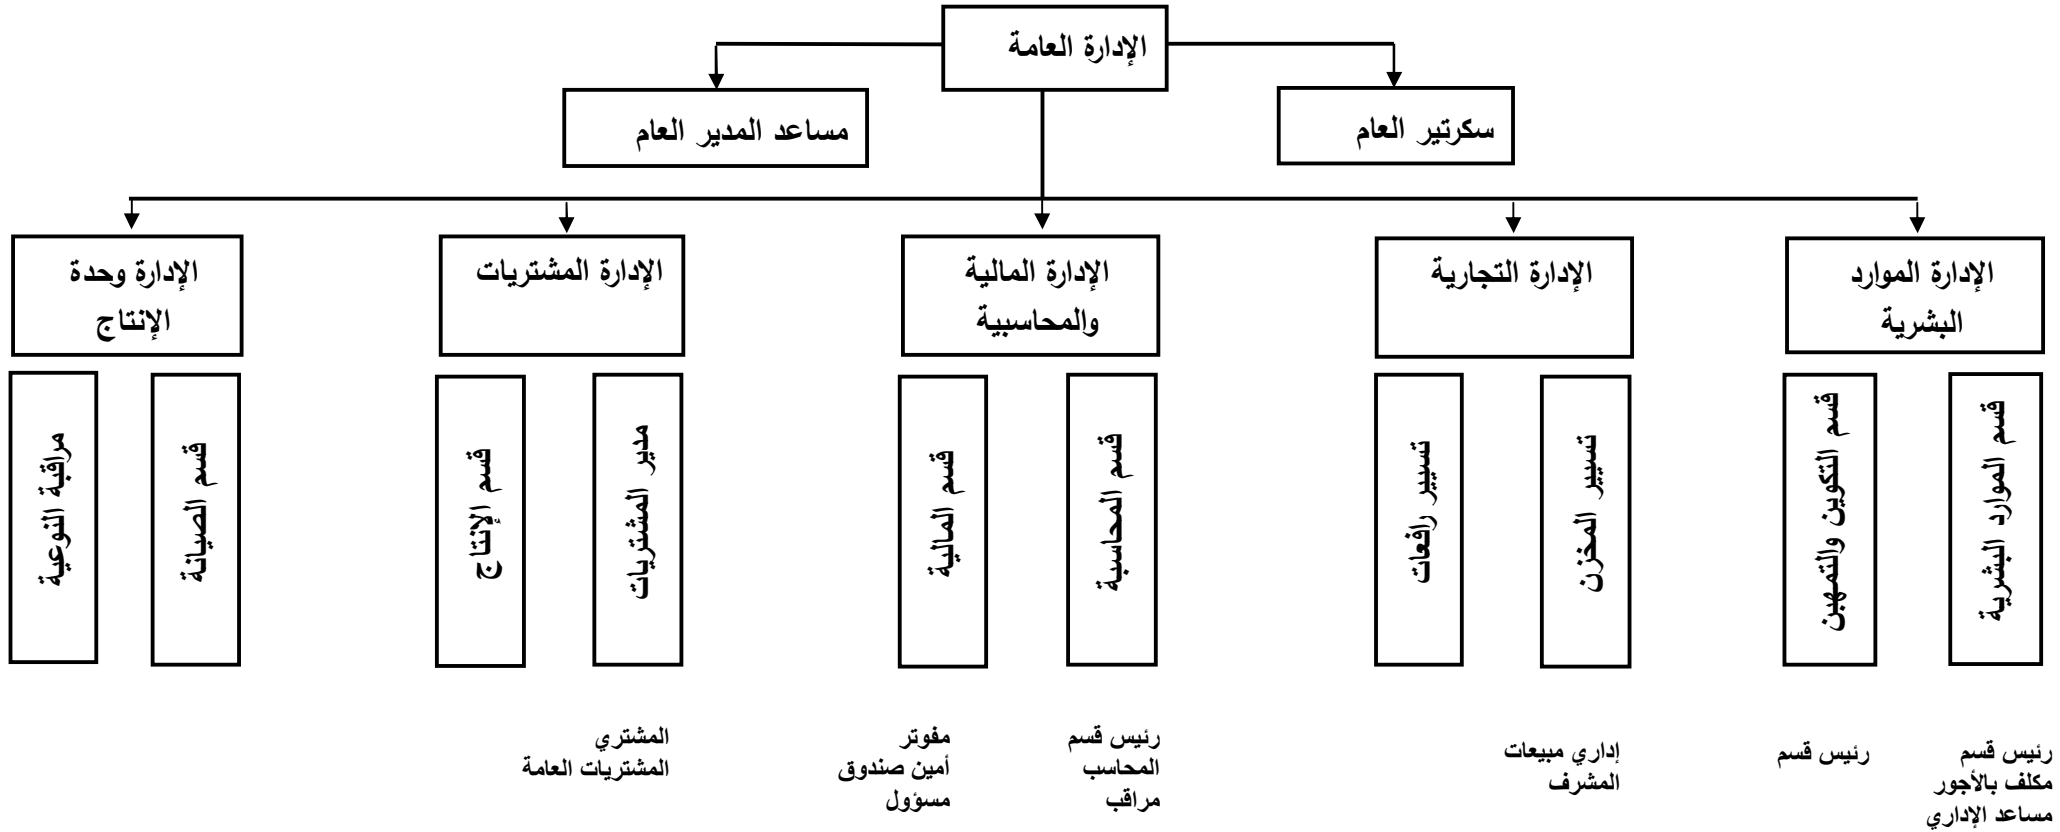 الإدارة العامة
سكرتير العام
مساعد المدير العام
الإدارة الموارد
البشرية
الإدارة التجارية
الإدارة المالية
والمحاسبية
الإدارة المشتريات
الإدارة وحدة
الإنتاج
قسم الموارد البشرية
قسم التكوين والتمهين
تسيير المخزن
تسيير رافعات
قسم المحاسبة
قسم المالية
مدير المشتريات
قسم الإنتاج
قسم الصيانة
مراقبة النوعية
رئيس قسم
مكلف بالأجور
مساعد الإداري
رئيس قسم
إداري مبيعات
المشرف
رئيس قسم
المحاسب
مراقب
مفوتر
أمين صندوق
مسؤول
المشتري
المشتريات العامة